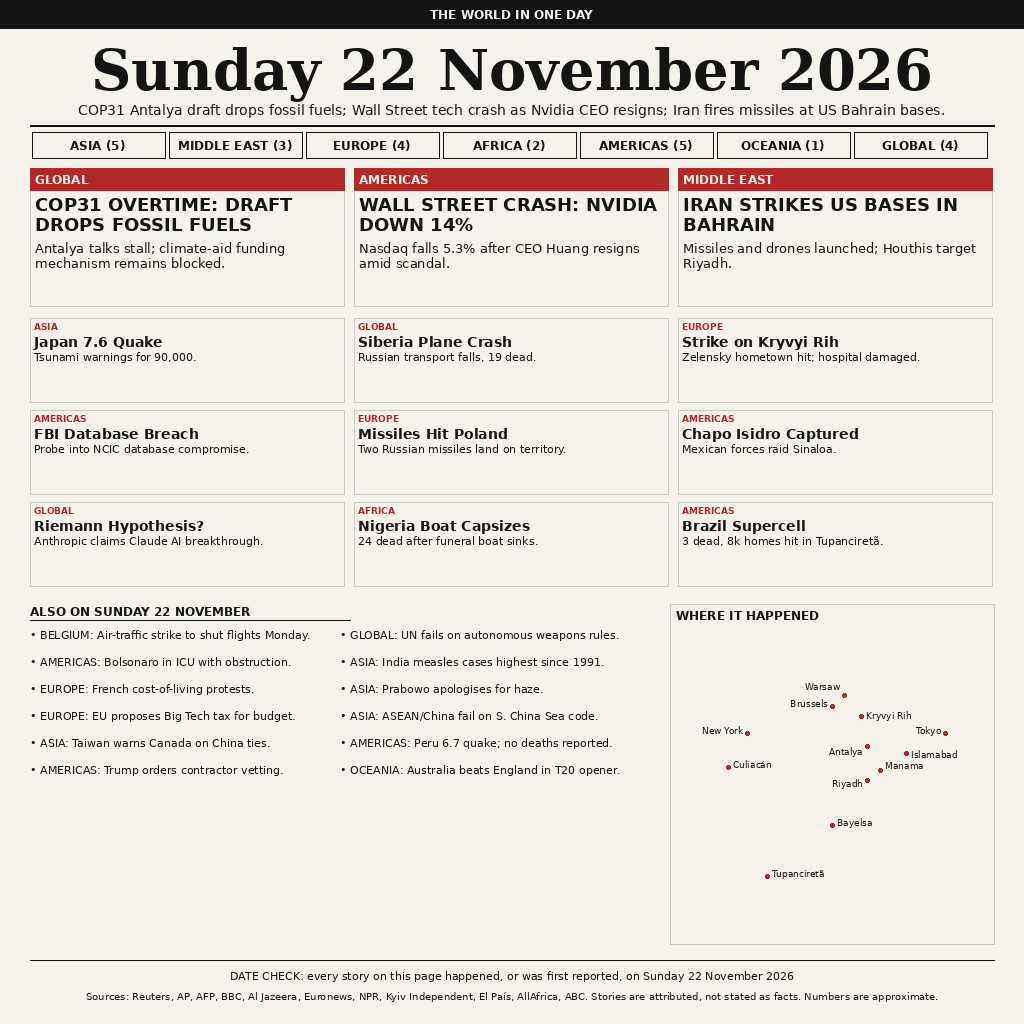 THE WORLD IN ONE DAY
Sunday 22 November 2026
COP31 Antalya draft drops fossil fuels; Wall Street tech crash as Nvidia CEO resigns; Iran fires missiles at US Bahrain bases.
ASIA (5)
MIDDLE EAST (3)
EUROPE (4)
AFRICA (2)
AMERICAS (5)
OCEANIA (1)
GLOBAL (4)
GLOBAL
COP31 OVERTIME: DRAFT
DROPS FOSSIL FUELS
Antalya talks stall; climate-aid funding
mechanism remains blocked.
AMERICAS
WALL STREET CRASH: NVIDIA
DOWN 14%
Nasdaq falls 5.3% after CEO Huang resigns
amid scandal.
MIDDLE EAST
IRAN STRIKES US BASES IN
BAHRAIN
Missiles and drones launched; Houthis target
Riyadh.
ASIA
Japan 7.6 Quake
Tsunami warnings for 90,000.
GLOBAL
Siberia Plane Crash
Russian transport falls, 19 dead.
EUROPE
Strike on Kryvyi Rih
Zelensky hometown hit; hospital damaged.
AMERICAS
FBI Database Breach
Probe into NCIC database compromise.
EUROPE
Missiles Hit Poland
Two Russian missiles land on territory.
AMERICAS
Chapo Isidro Captured
Mexican forces raid Sinaloa.
GLOBAL
Riemann Hypothesis?
Anthropic claims Claude AI breakthrough.
AFRICA
Nigeria Boat Capsizes
24 dead after funeral boat sinks.
AMERICAS
Brazil Supercell
3 dead, 8k homes hit in Tupanciretã.
ALSO ON SUNDAY 22 NOVEMBER
• BELGIUM: Air-traffic strike to shut flights Monday.
• AMERICAS: Bolsonaro in ICU with obstruction.
• EUROPE: French cost-of-living protests.
• EUROPE: EU proposes Big Tech tax for budget.
• ASIA: Taiwan warns Canada on China ties.
• AMERICAS: Trump orders contractor vetting.
• GLOBAL: UN fails on autonomous weapons rules.
• ASIA: India measles cases highest since 1991.
• ASIA: Prabowo apologises for haze.
• ASIA: ASEAN/China fail on S. China Sea code.
• AMERICAS: Peru 6.7 quake; no deaths reported.
• OCEANIA: Australia beats England in T20 opener.
WHERE IT HAPPENED
Warsaw
Brussels
Kryvyi Rih
New York
Tokyo
Antalya
Islamabad
Culiacán
Manama
Riyadh
Bayelsa
Tupanciretã
DATE CHECK: every story on this page happened, or was first reported, on Sunday 22 November 2026
Sources: Reuters, AP, AFP, BBC, Al Jazeera, Euronews, NPR, Kyiv Independent, El País, AllAfrica, ABC. Stories are attributed, not stated as facts. Numbers are approximate.